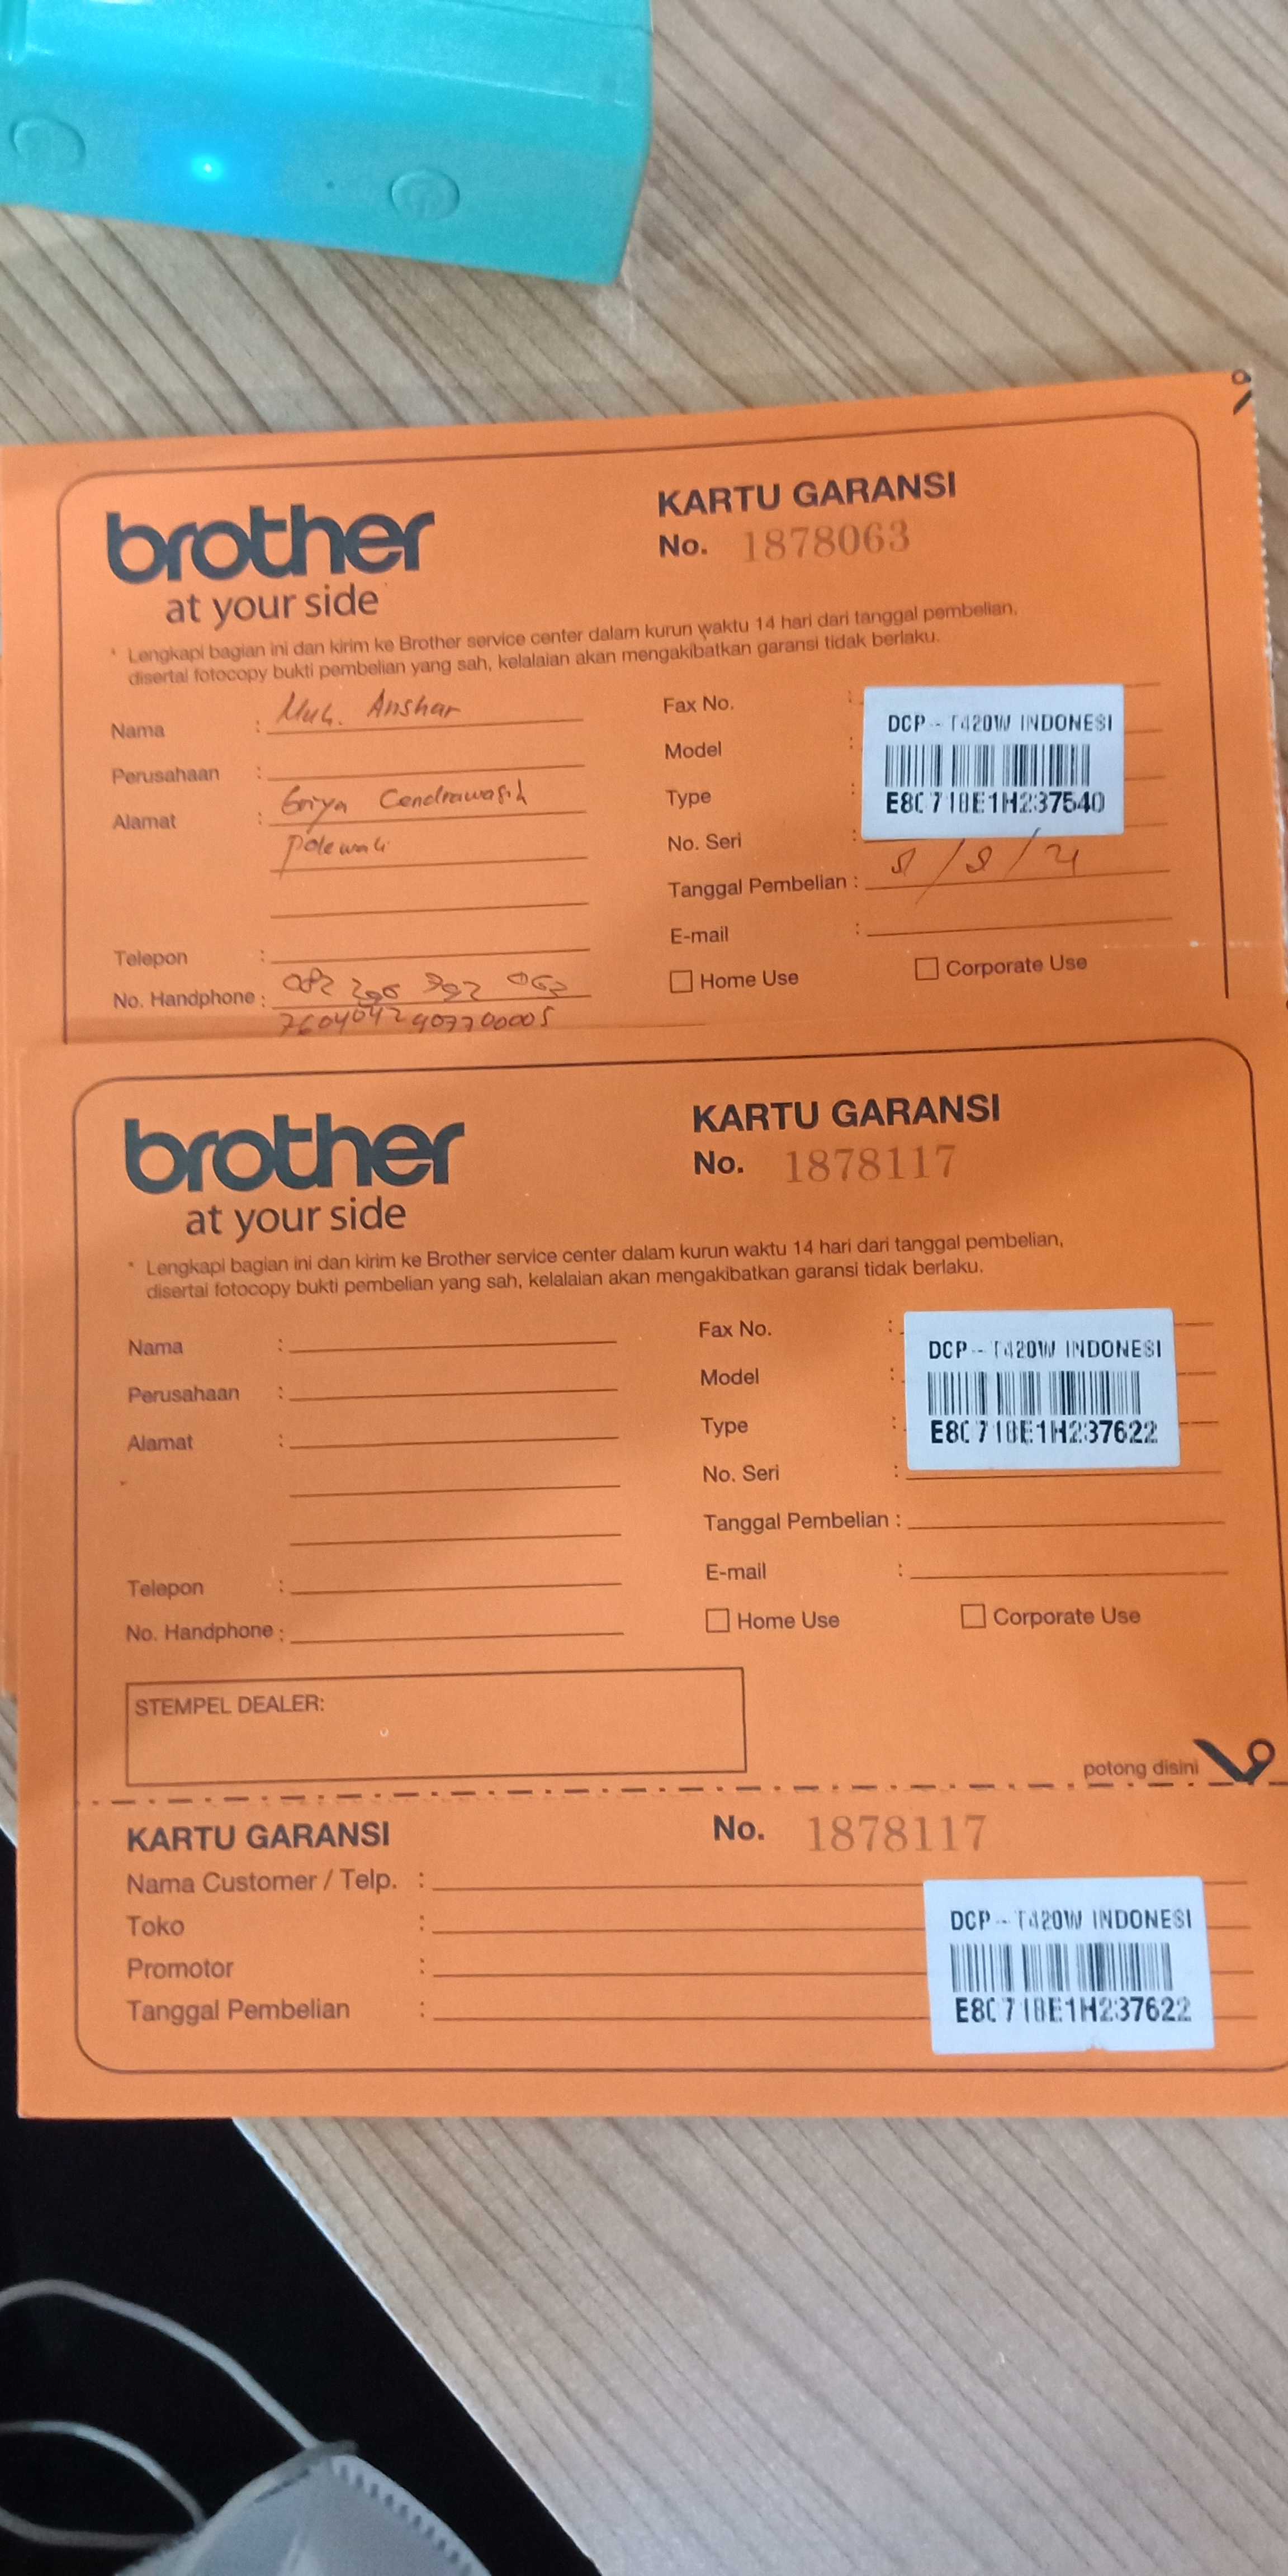 brother
at your side
KARTU GARANSI
No. 1878063
* Lengkapi bagian ini dan kirim ke Brother service center dalam kurun waktu 14 hari dari tanggal pembelian,
disertai fotocopy bukti pembelian yang sah, kelalaian akan mengakibatkan garansi tidak berlaku.
Nama : Muh. Anshar
Perusahaan :
Alamat : Griya Cendrawasih
Polewali
Telepon :
No. Handphone :
Fax No. :
Model :
Type :
No. Seri :
DCP - T420W INDONESI
E80718E1H237540
Tanggal Pembelian :
E-mail :
Home Use
Corporate Use
brother
at your side
KARTU GARANSI
No. 1878117
* Lengkapi bagian ini dan kirim ke Brother service center dalam kurun waktu 14 hari dari tanggal pembelian,
disertai fotocopy bukti pembelian yang sah, kelalaian akan mengakibatkan garansi tidak berlaku.
Nama :
Perusahaan :
Alamat :
Telepon :
No. Handphone :
Fax No. :
Model :
Type :
No. Seri :
DCP - T420W INDONESI
E80718E1H237622
Tanggal Pembelian :
E-mail :
Home Use
Corporate Use
STEMPEL DEALER:
potong disini
KARTU GARANSI
No. 1878117
Nama Customer / Telp. :
Toko :
Promotor :
Tanggal Pembelian :
DCP - T420W INDONESI
E80718E1H237622